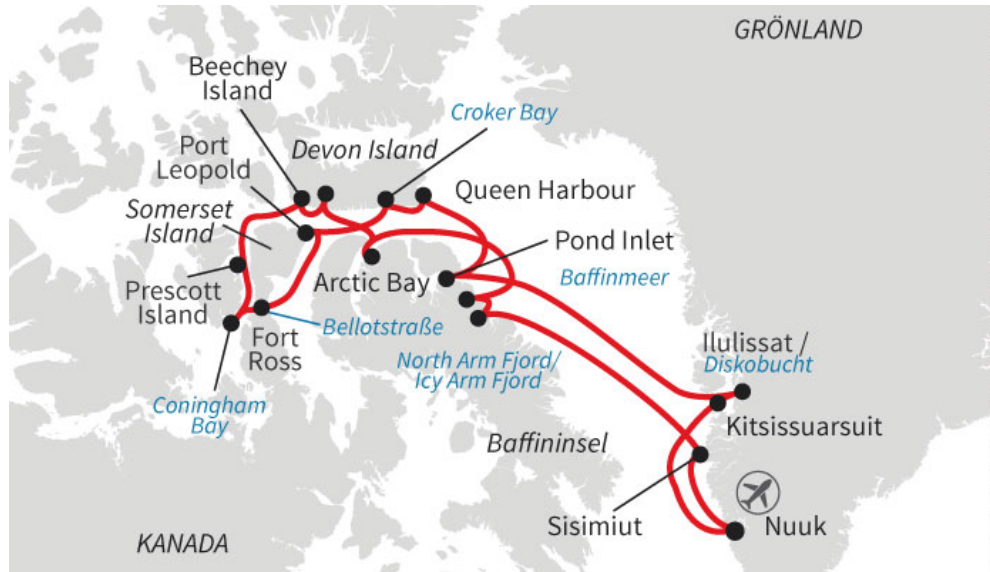 GRÖNLAND
Beechey
Island
Croker Bay
Port
Leopold
Devon Island
Queen Harbour
Somerset
Island
Pond Inlet
Arctic Bay
Baffinmeer
Prescott
Island
Bellotstraße
Fort
Ross
Ilulissat /
Diskobucht
North Arm Fjord/
Icy Arm Fjord
Coningham
Bay
Kitsissuarsuit
Baffininsel
Sisimiut
Nuuk
KANADA